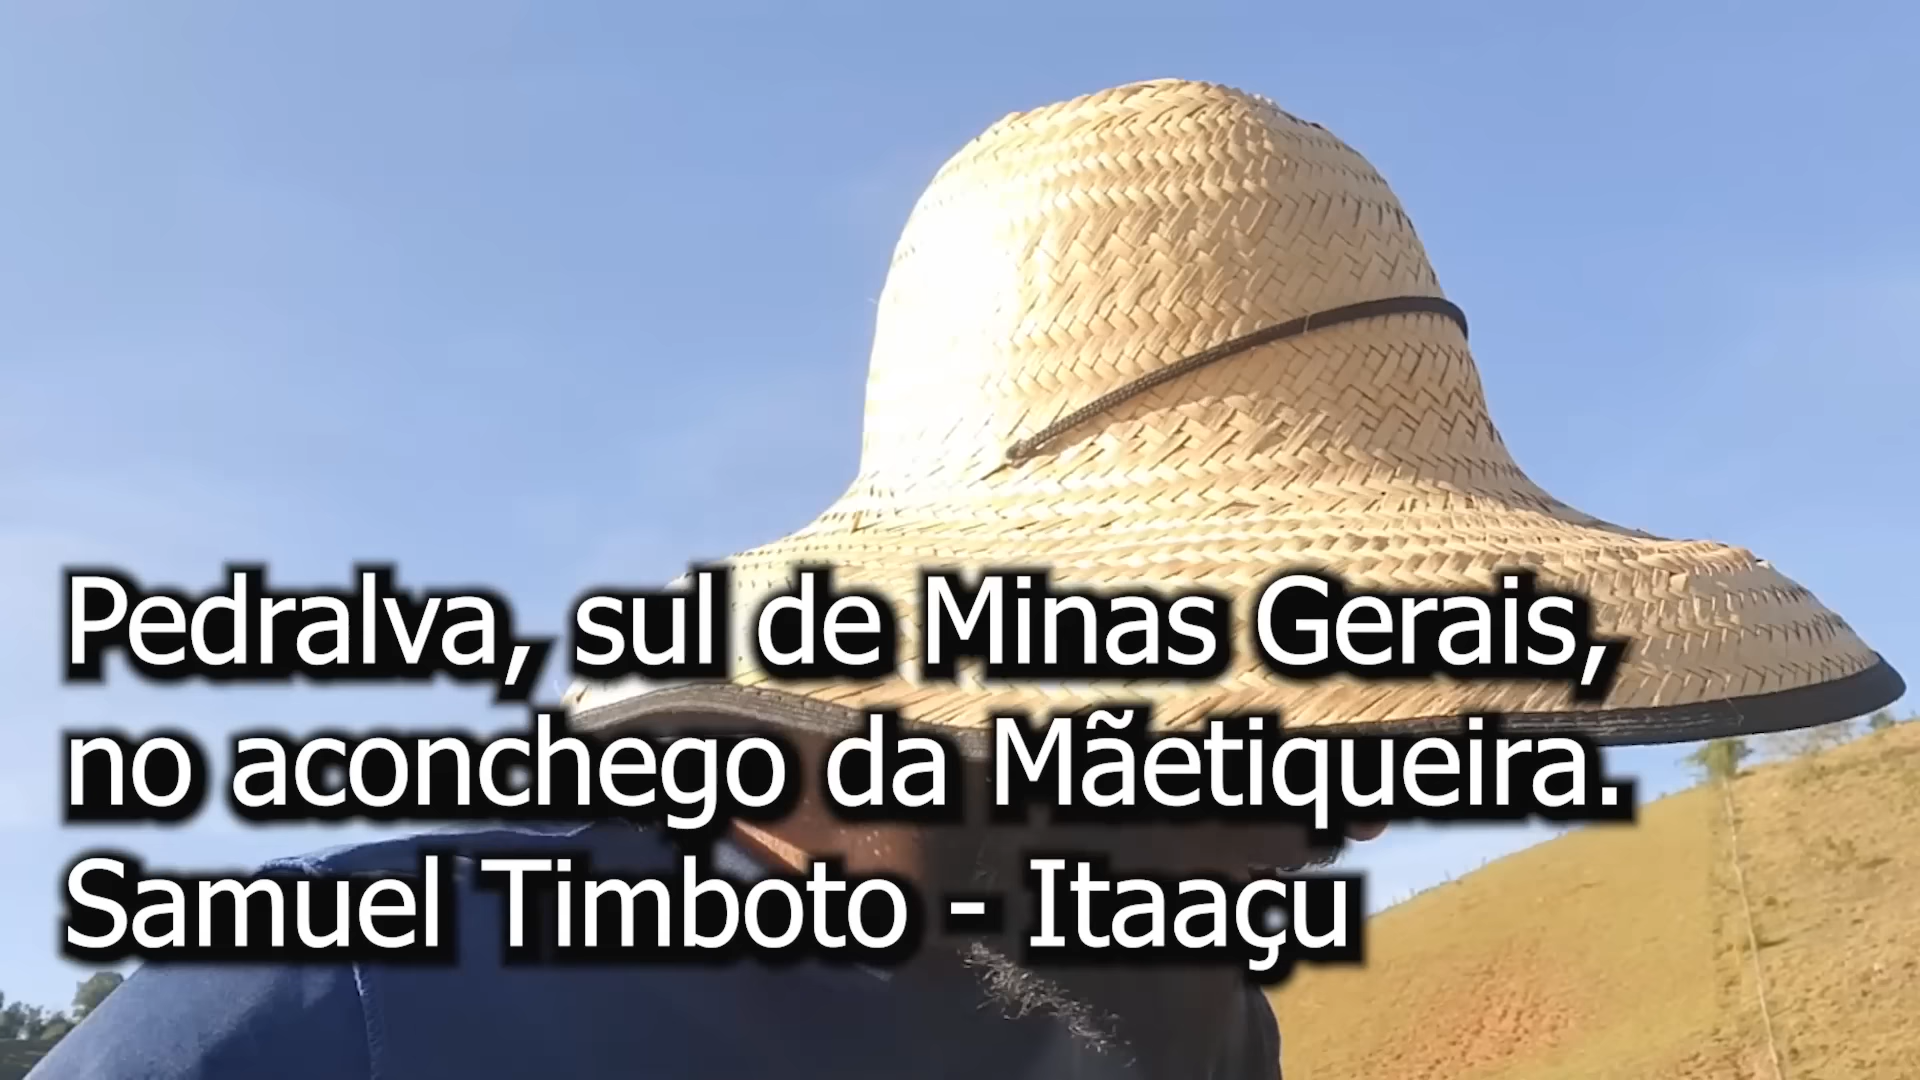 Pedralva, sul de Minas Gerais,
no aconchego da Mãetiqueira.
Samuel Timboto - Itaaçu